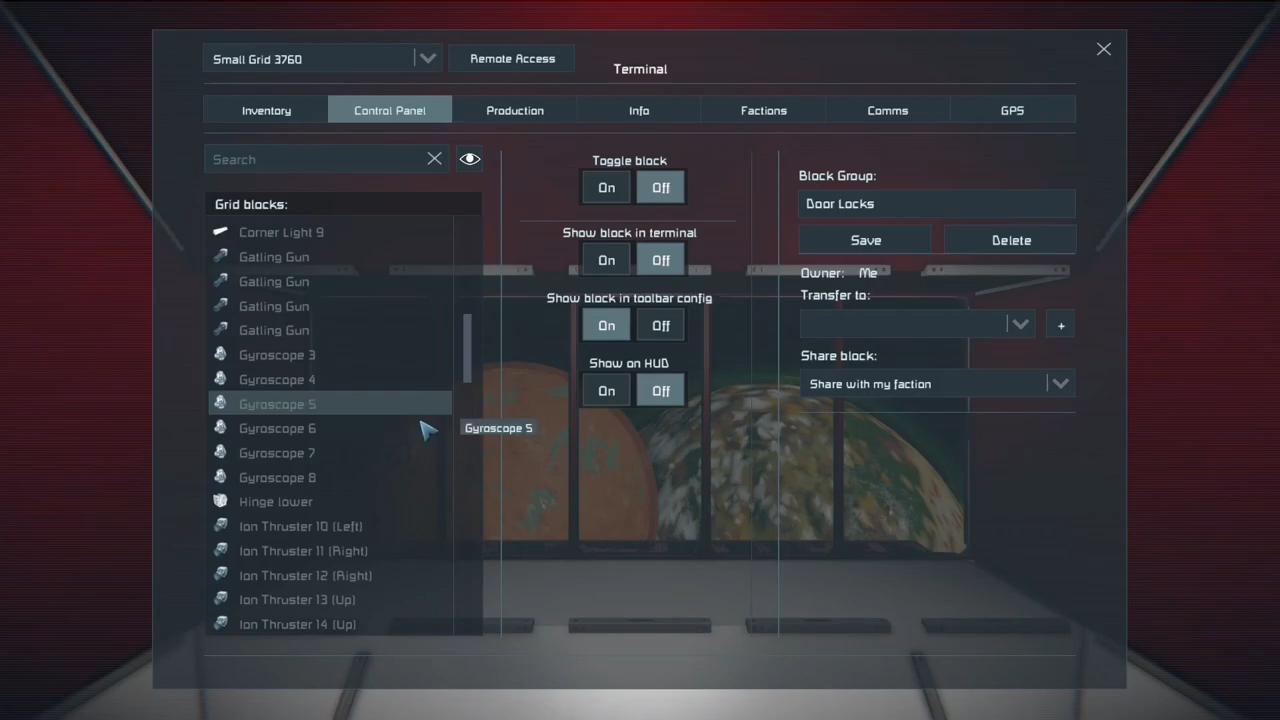 Small Grid 3760
Remote Access
Terminal
Inventory
Control Panel
Production
Info
Factions
Comms
GPS
Search
Grid blocks:
Corner Light 9
Gatling Gun
Gatling Gun
Gatling Gun
Gatling Gun
Gyroscope 3
Gyroscope 4
Gyroscope 5
Gyroscope 6
Gyroscope 7
Gyroscope 8
Hinge lower
Ion Thruster 10 (Left)
Ion Thruster 11 (Right)
Ion Thruster 12 (Right)
Ion Thruster 13 (Up)
Ion Thruster 14 (Up)
Gyroscope 5
Toggle block
On Off
Show block in terminal
On Off
Show block in toolbar config
On Off
Show on HUD
On Off
Block Group:
Door Locks
Save
Delete
Owner: Me
Transfer to:
+
Share block:
Share with my faction